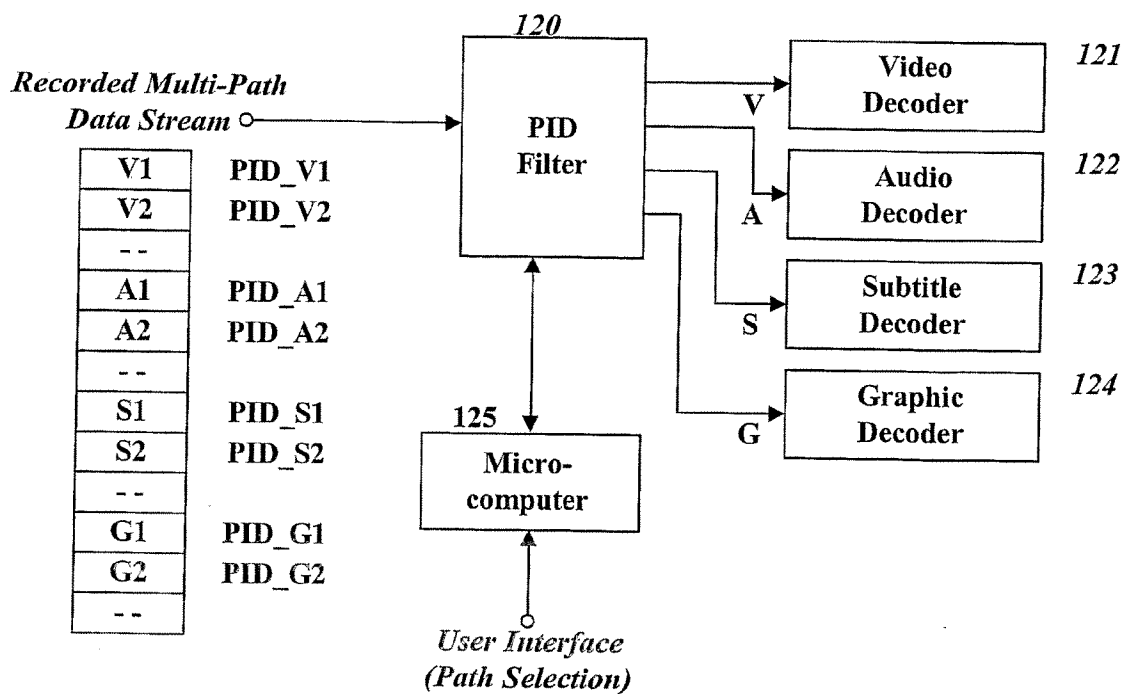 120
Recorded Multi-Path
Data Stream
PID
Filter
V
A
S
G
Video
Decoder
121
Audio
Decoder
122
Subtitle
Decoder
123
Graphic
Decoder
124
V1 PID_V1
V2 PID_V2
- -
A1 PID_A1
A2 PID_A2
- -
S1 PID_S1
S2 PID_S2
- -
G1 PID_G1
G2 PID_G2
- -
125
Micro-
computer
User Interface
(Path Selection)